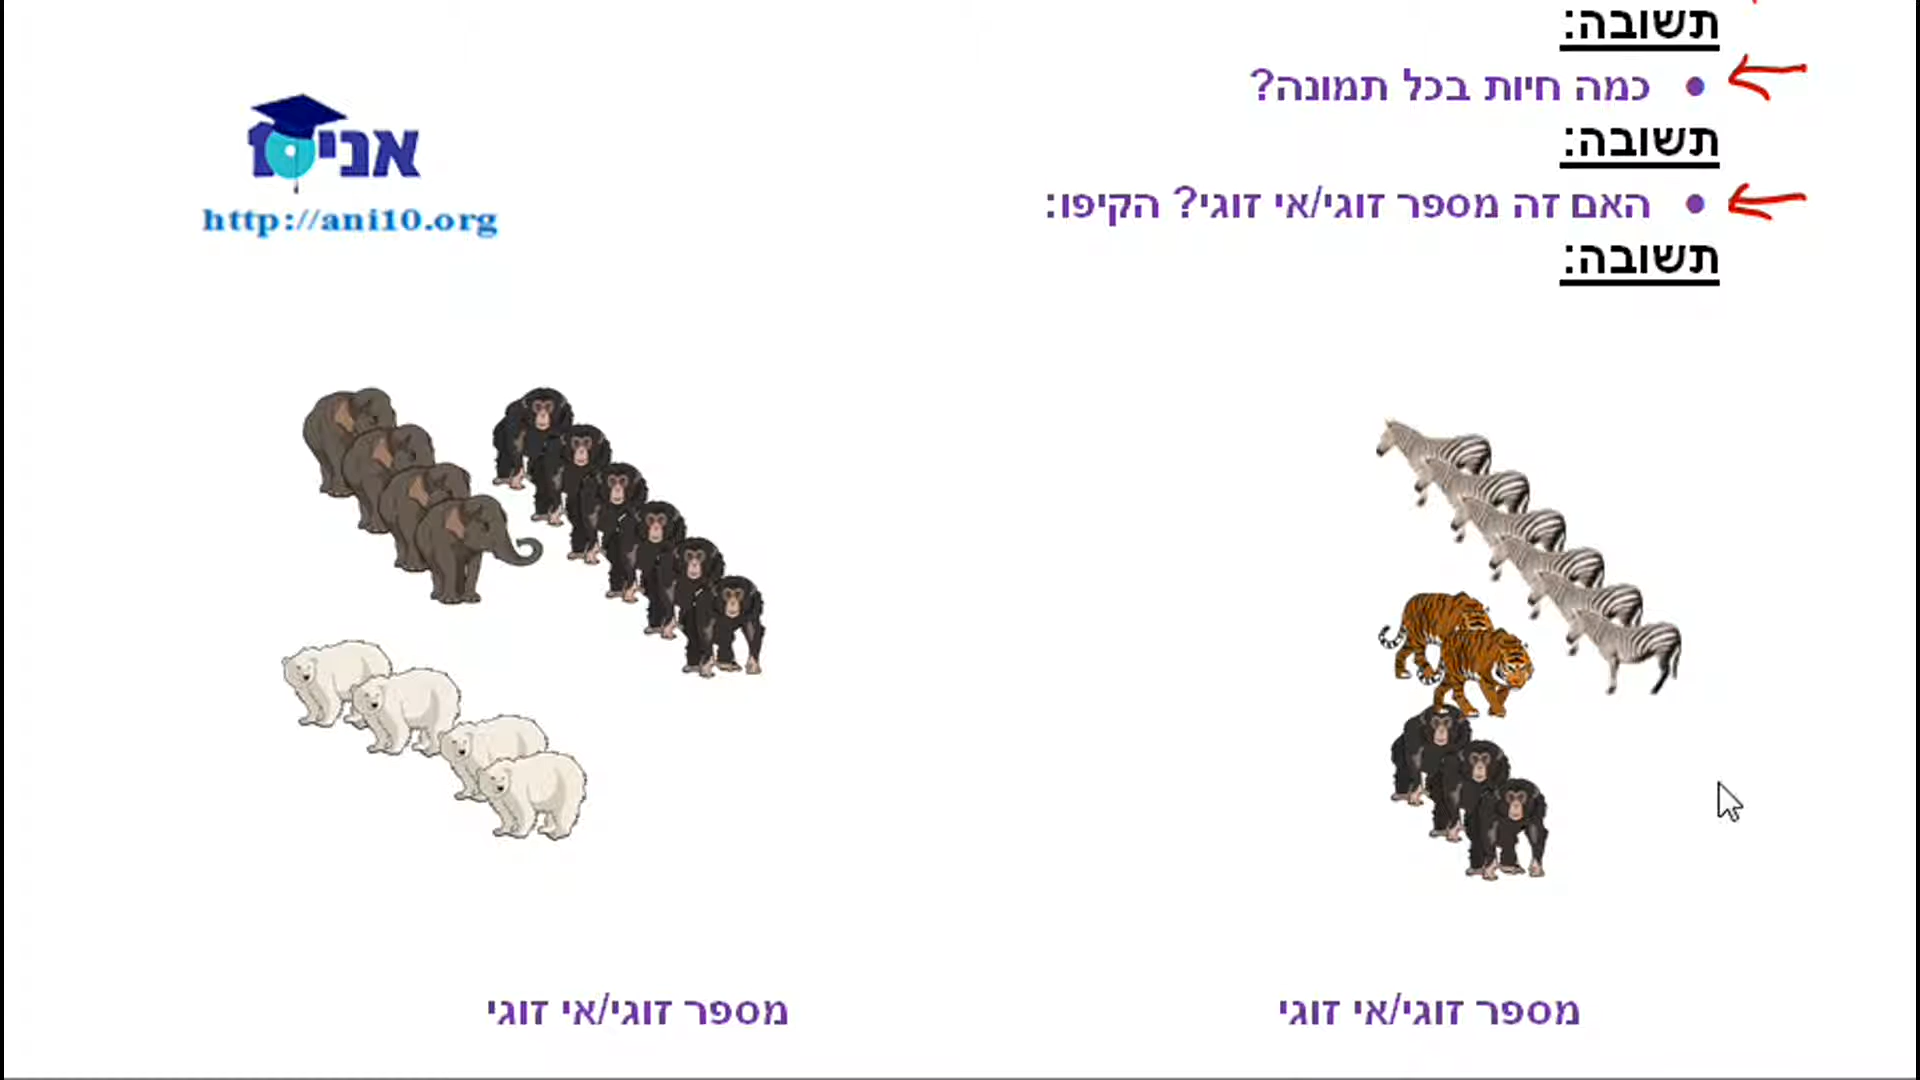 תשובה:
כמה חיות בכל תמונה?
תשובה:
האם זה מספר זוגי/אי זוגי? הקיפו:
תשובה:
אני10
http://ani10.org
מספר זוגי/אי זוגי
מספר זוגי/אי זוגי